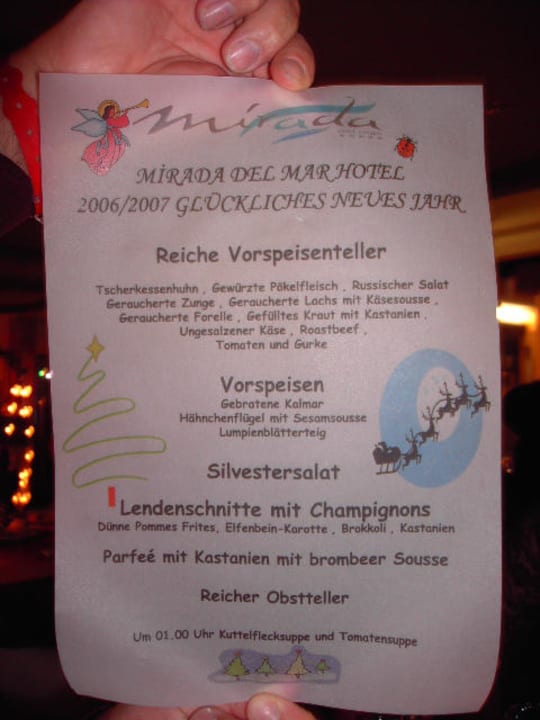 mirada
MİRADA DEL MAR HOTEL
2006/2007 GLÜCKLICHES NEUES JAHR
Reiche Vorspeisenteller
Tscherkessenhuhn , Gewürzte Pökelfleisch , Russischer Salat
Geraucherte Zunge , Geraucherte Lachs mit Käsesousse ,
Geraucherte Forelle , Gefülltes Kraut mit Kastanien ,
Ungesalzener Käse , Roastbeef ,
Tomaten und Gurke
Vorspeisen
Gebratene Kalmar
Hähnchenflügel mit Sesamsousse
Lumpienblätterteig
Silvestersalat
Lendenschnitte mit Champignons
Dünne Pommes Frites, Elfenbein-Karotte , Brokkoli , Kastanien
Parfeé mit Kastanien mit brombeer Sousse
Reicher Obstteller
Um 01.00 Uhr Kuttelflecksuppe und Tomatensuppe